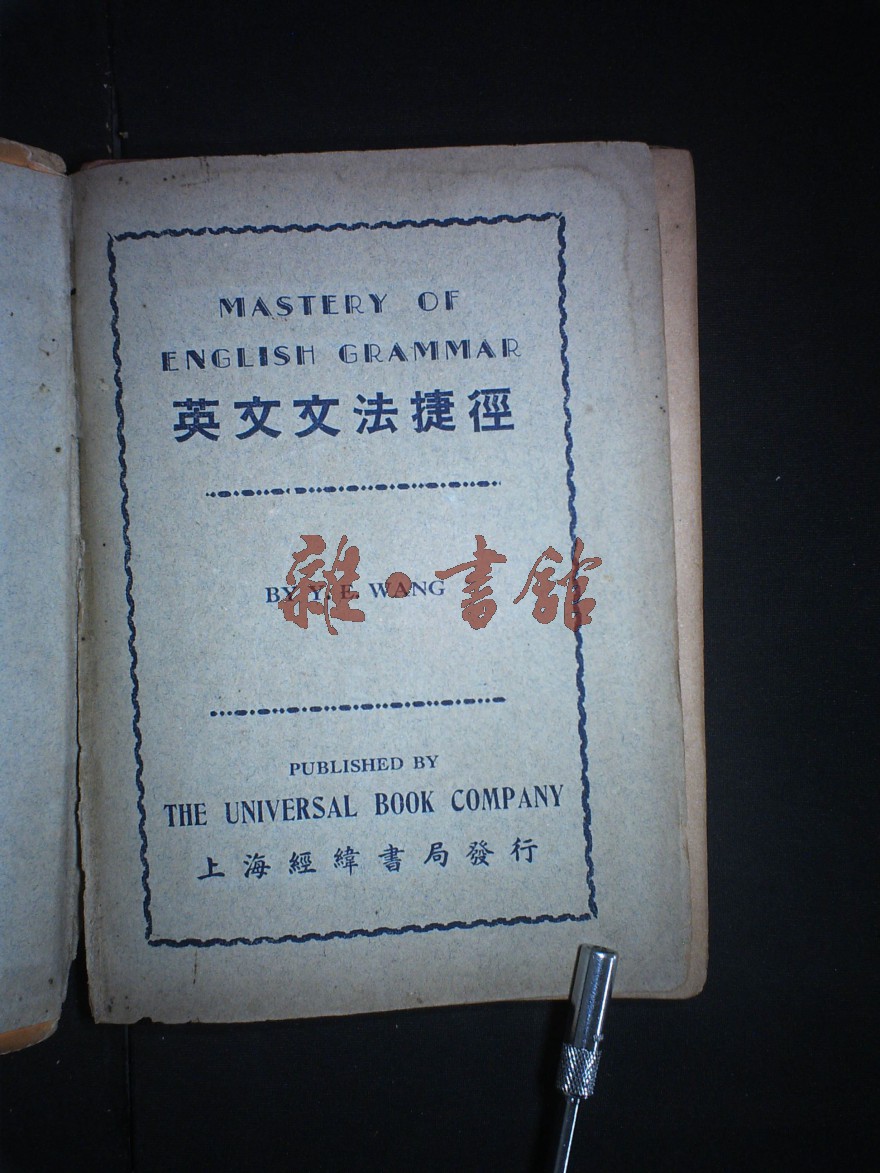 MASTERY OF
ENGLISH GRAMMAR
英文文法捷徑
BY Y. E. WANG
雜·書館
PUBLISHED BY
THE UNIVERSAL BOOK COMPANY
上海經緯書局發行